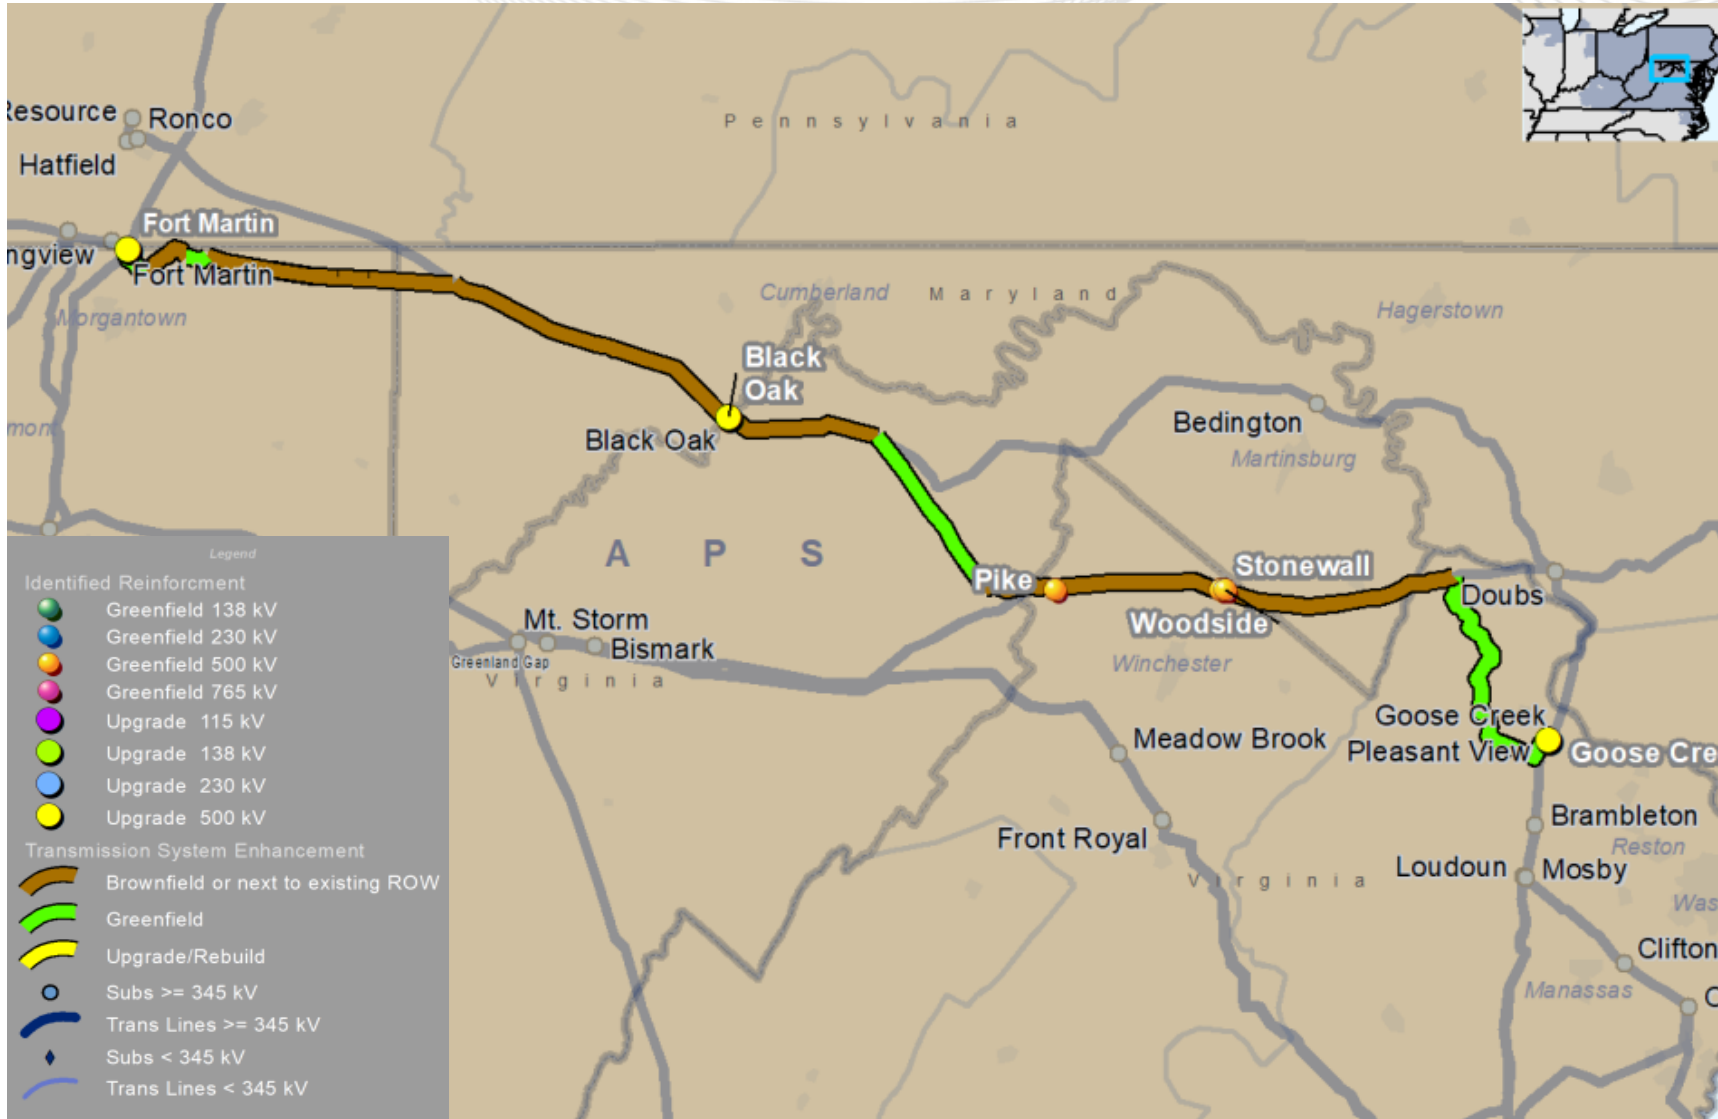 Resource
Ronco
Pennsylvania
Hatfield
Fort Martin
ngview
Fort Martin
Cumberland
Maryland
Hagerstown
Morgantown
Black
Oak
Bedington
mont
Black Oak
Martinsburg
APS
Pike
Stonewall
Doubs
Woodside
Mt. Storm
Bismark
Greenland Gap
Virginia
Winchester
Goose Creek
Pleasant View
Goose Cre
Meadow Brook
Front Royal
Brambleton
Reston
Loudoun
Mosby
Virginia
Was
Clifton
Manassas
C
Legend
Identified Reinforcment
Greenfield 138 kV
Greenfield 230 kV
Greenfield 500 kV
Greenfield 765 kV
Upgrade 115 kV
Upgrade 138 kV
Upgrade 230 kV
Upgrade 500 kV
Transmission System Enhancement
Brownfield or next to existing ROW
Greenfield
Upgrade/Rebuild
Subs >= 345 kV
Trans Lines >= 345 kV
Subs < 345 kV
Trans Lines < 345 kV